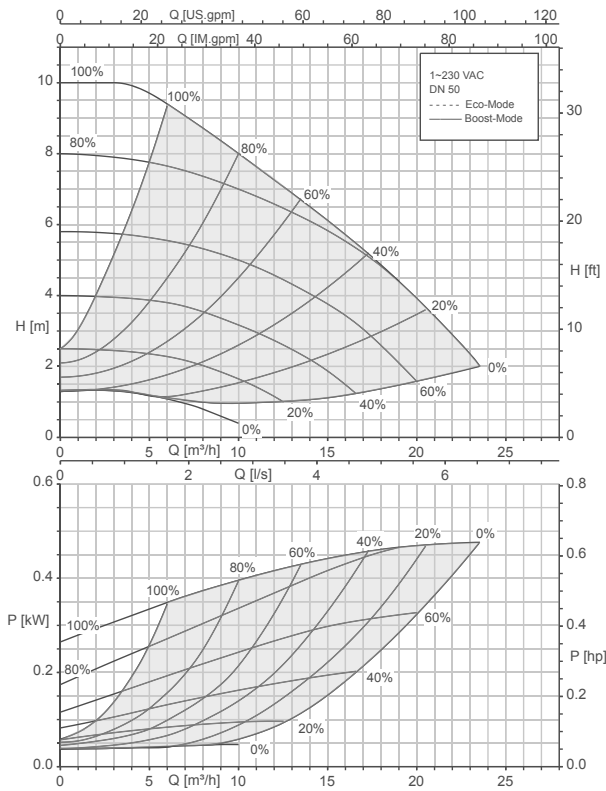 0 20 Q [US.gpm] 60 80 100 120
0 20 Q [IM.gpm] 60 80 100
1~230 VAC
DN 50
Eco-Mode
Boost-Mode
10 100% 100% 30
8 80% 80%
60%
6 20
40% H [ft]
4 20%
H [m] 10
2 0%
60%
40%
20%
0%
0 0
0 5 Q [m³/h] 10 15 20 25
0 2 Q [l/s] 4 6
0.6 0.8
0%
20%
40%
60% 0.6
80%
0.4 100%
P [kW] 100% 60% 0.4
P [hp]
0.2 80% 40% 0.2
20%
0%
0.0 0.0
0 5 Q [m³/h] 10 15 20 25